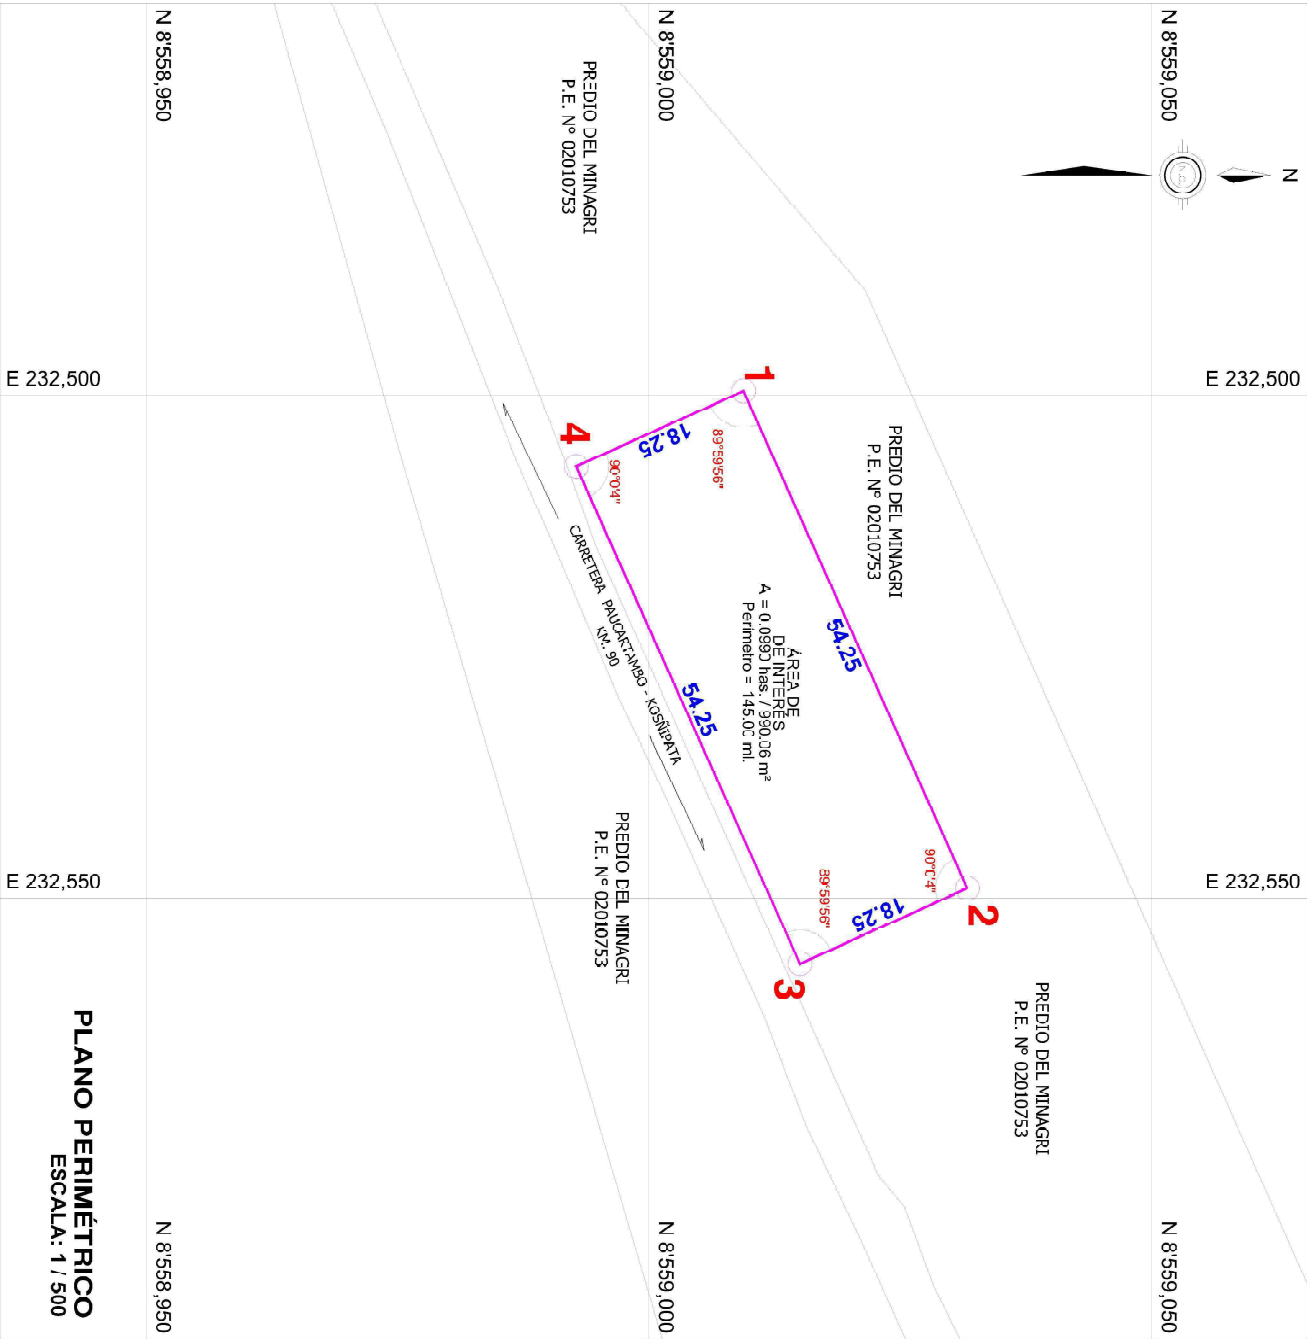 N 8'558,950
N 8'559,000
N 8'559,050
N
PREDIO DEL MINAGRI
P.E. N° 02010753
E 232,500
E 232,500
1
4
18.25
89°59'56"
90°0'4"
PREDIO DEL MINAGRI
P.E. N° 02010753
54.25
ÁREA DE
DE INTERÉS
A = 0.0990 has. / 990.06 m²
Perimetro = 145.00 ml.
CARRETERA PAUCARTAMBO - KOSÑIPATA
KM. 90
54.25
PREDIO DEL MINAGRI
P.E. N° 02010753
E 232,550
E 232,550
90°0'4"
89°59'56"
18.25
2
3
PREDIO DEL MINAGRI
P.E. N° 02010753
PLANO PERIMÉTRICO
ESCALA: 1 / 500
N 8'558,950
N 8'559,000
N 8'559,050